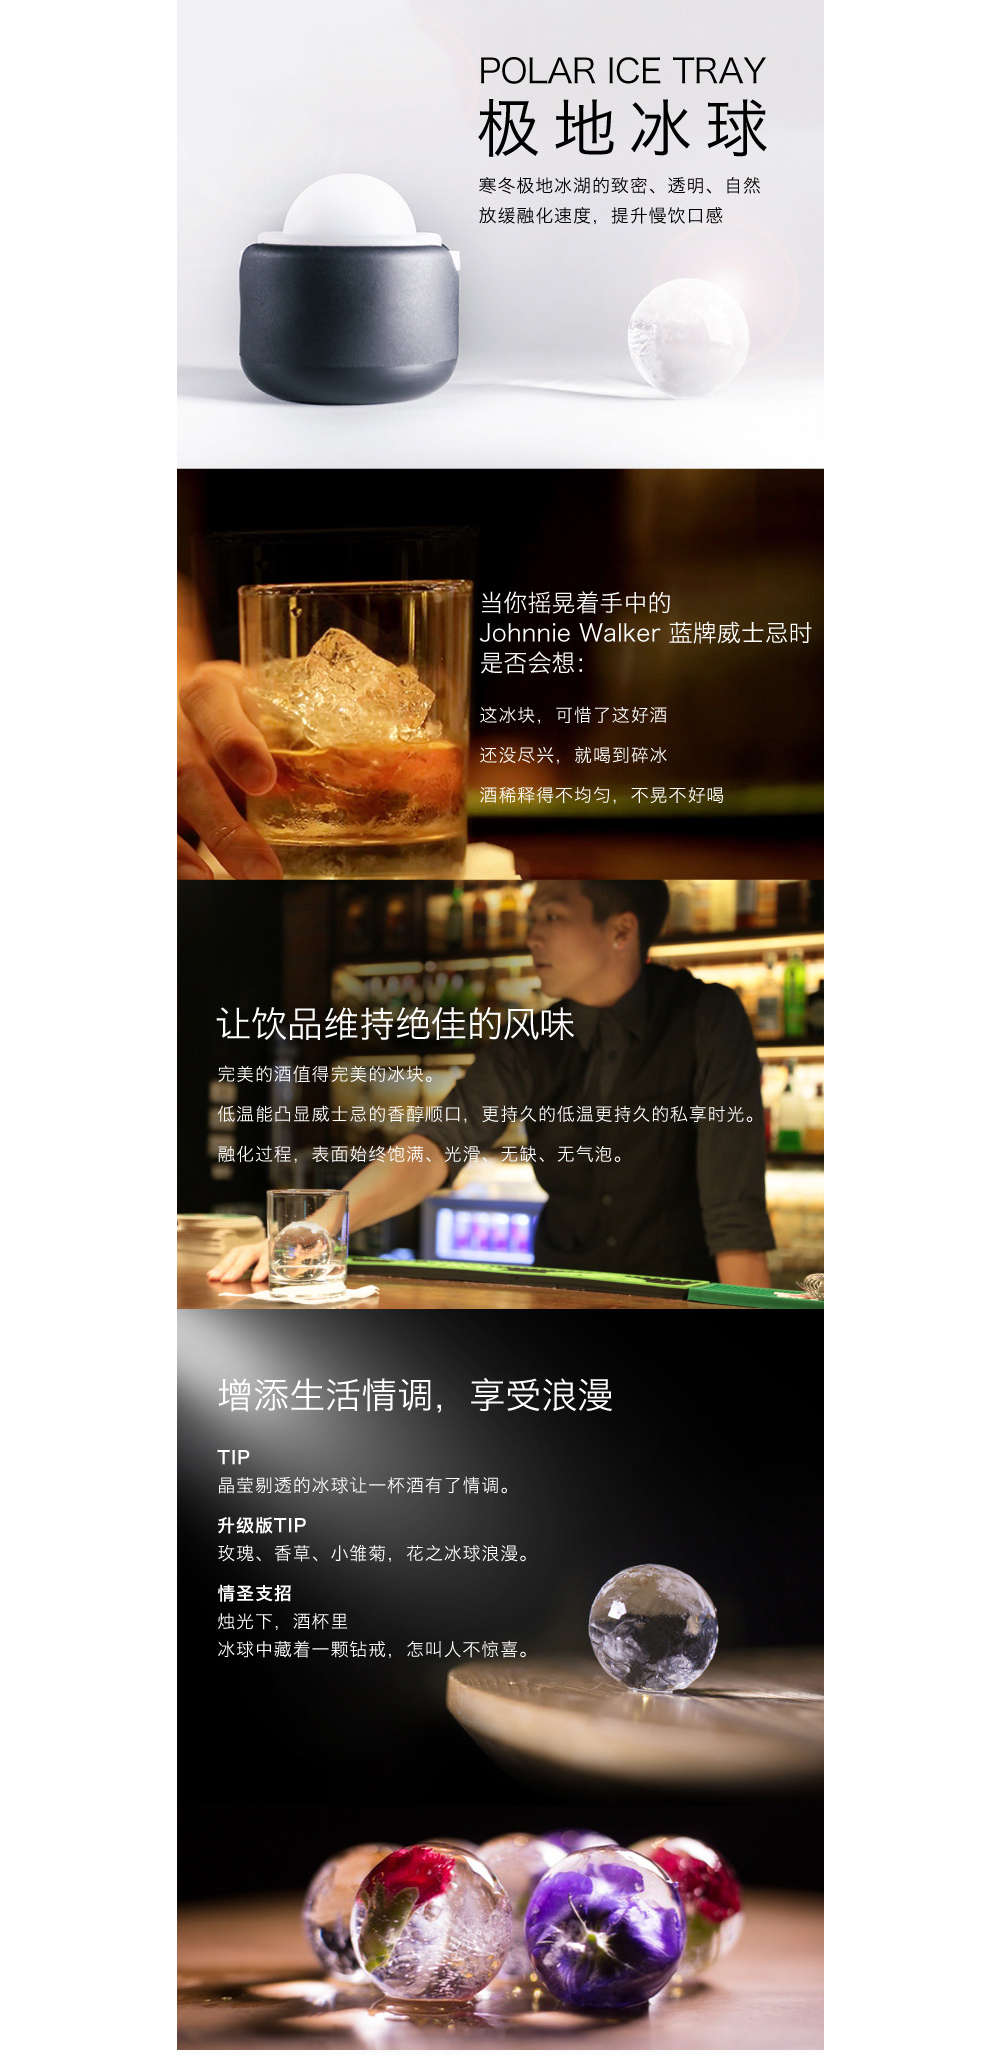 POLAR ICE TRAY
极地冰球
寒冬极地冰湖的致密、透明、自然
放缓融化速度，提升慢饮口感
当你摇晃着手中的
Johnnie Walker 蓝牌威士忌时
是否会想：
这冰块，可惜了这好酒
还没尽兴，就喝到碎冰
酒稀释得不均匀，不晃不好喝
让饮品维持绝佳的风味
完美的酒值得完美的冰块。
低温能凸显威士忌的香醇顺口，更持久的低温更持久的私享时光。
融化过程，表面始终饱满、光滑、无缺、无气泡。
增添生活情调，享受浪漫
TIP
晶莹剔透的冰球让一杯酒有了情调。
升级版TIP
玫瑰、香草、小雏菊，花之冰球浪漫。
情圣支招
烛光下，酒杯里
冰球中藏着一颗钻戒，怎叫人不惊喜。